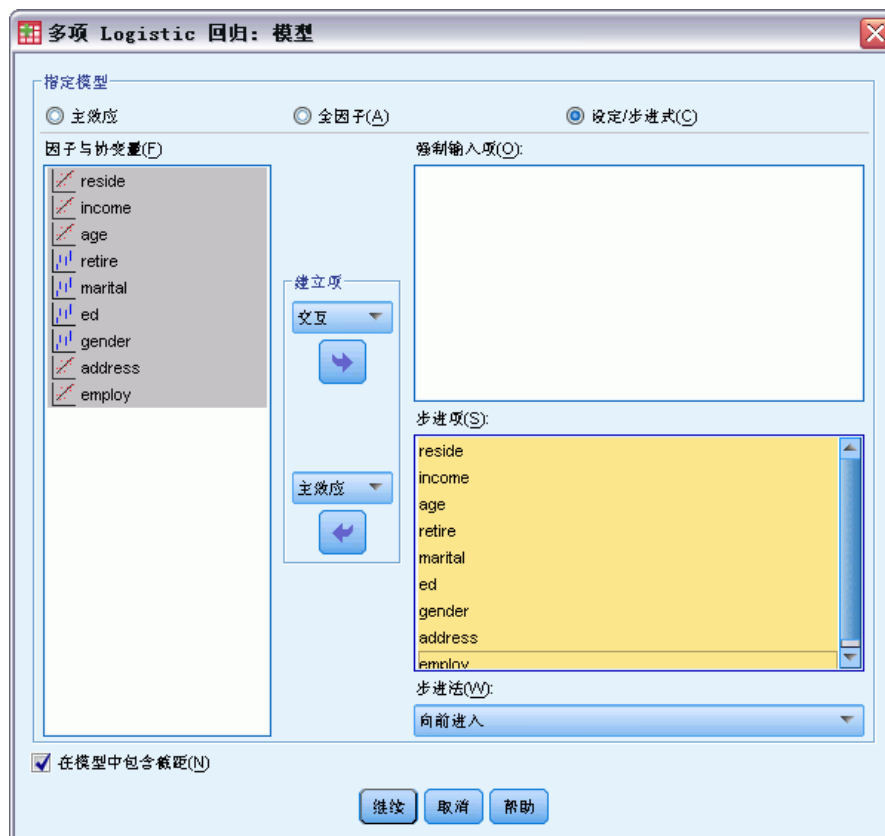 多项 Logistic 回归：模型
指定模型
主效应
全因子(A)
设定/步进式(C)
因子与协变量(F)
强制输入项(O):
reside
income
age
retire
marital
ed
gender
address
employ
建立项
交互
主效应
步进项(S):
reside
income
age
retire
marital
ed
gender
address
employ
步进法(W):
向前进入
在模型中包含截距(N)
继续
取消
帮助